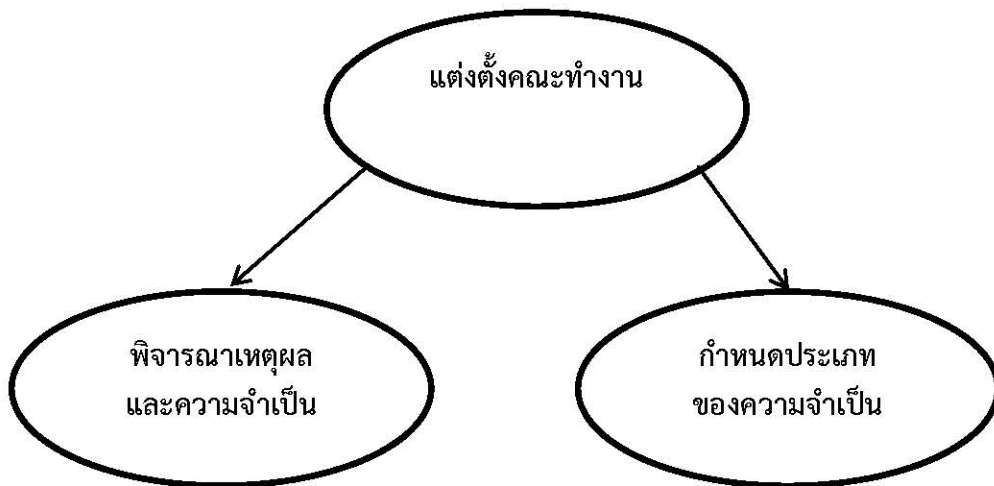 แต่งตั้งคณะทำงาน
พิจารณาเหตุผล
และความจำเป็น
กำหนดประเภท
ของความจำเป็น